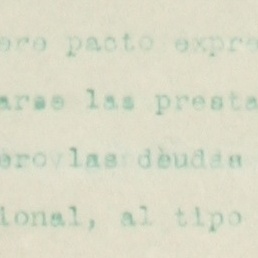 ero pacto expre
arse las presta
ero las deudas
ional, al tipo